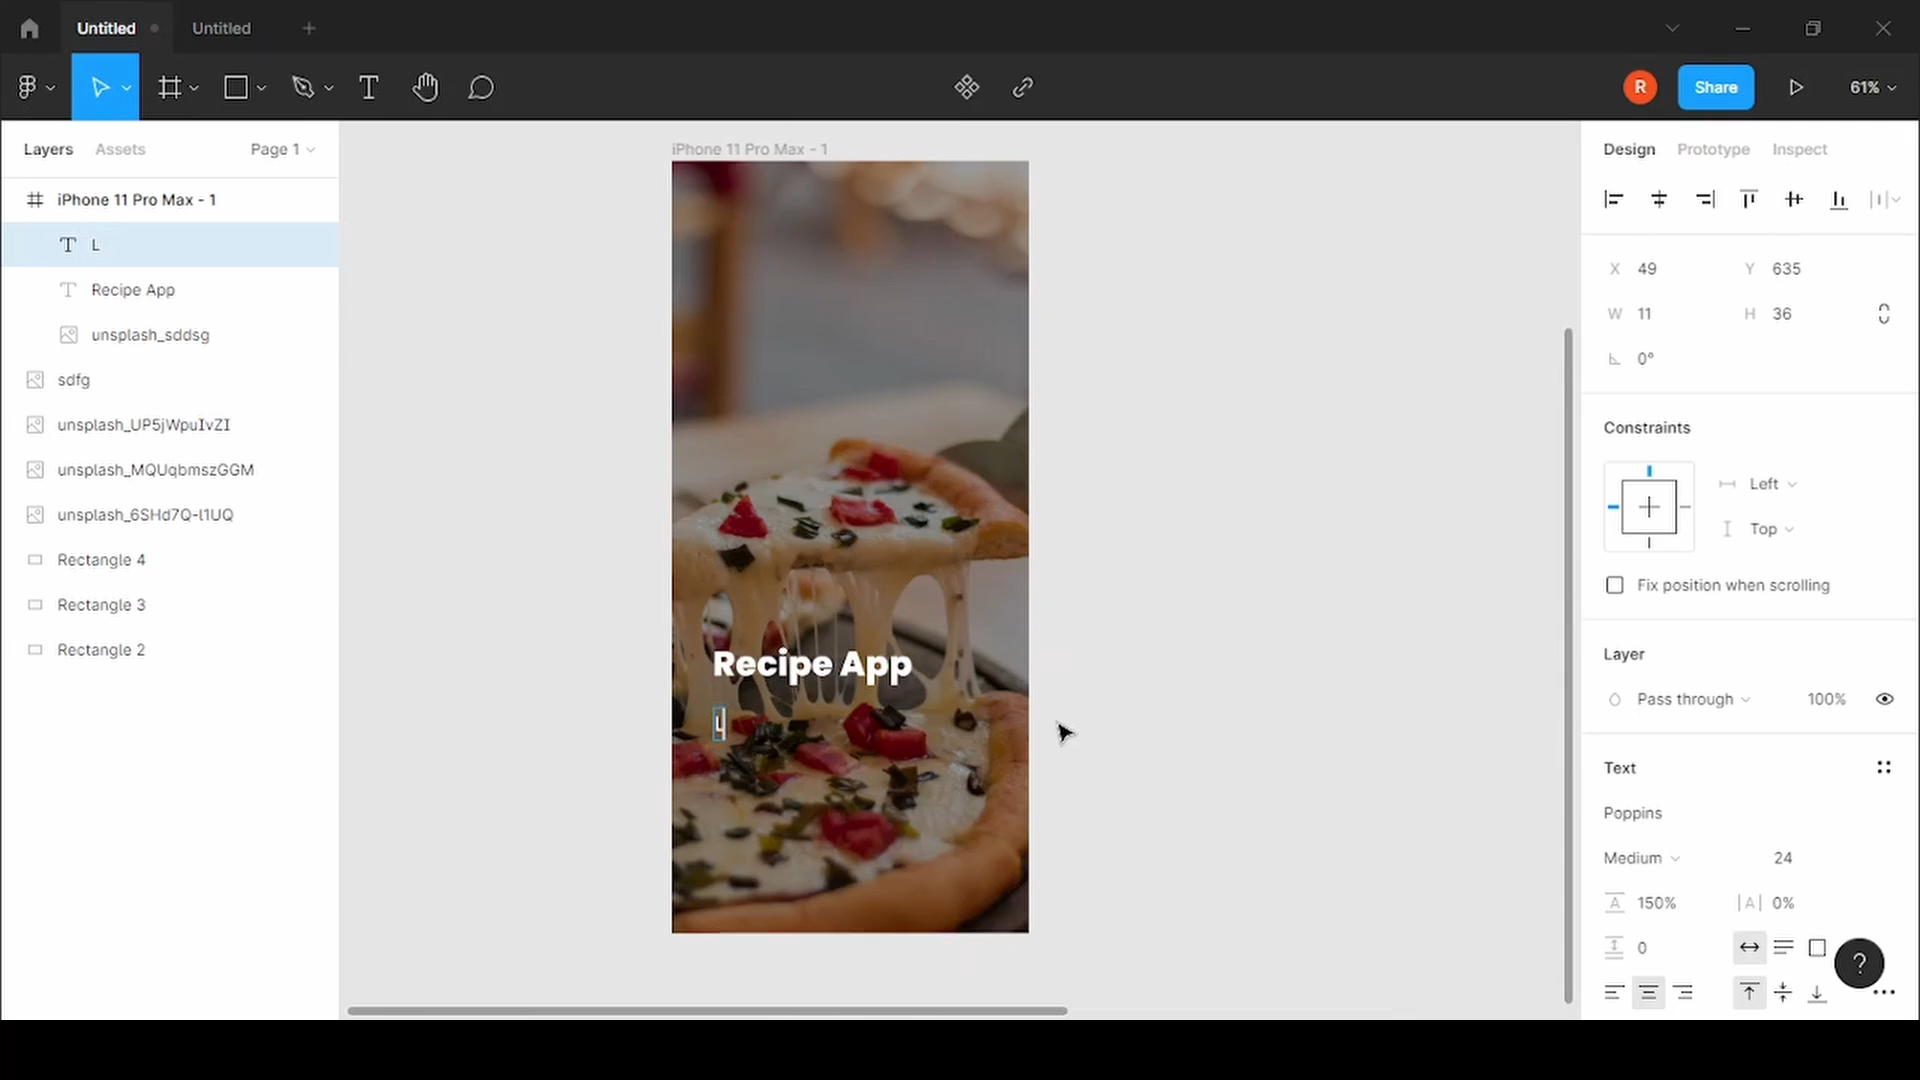 Untitled
Untitled
R
Share
61%
Layers
Assets
Page 1
iPhone 11 Pro Max - 1
L
Recipe App
unsplash_sddsg
sdfg
unsplash_UP5jWpuIvZI
unsplash_MQUqbmszGGM
unsplash_6SHd7Q-l1UQ
Rectangle 4
Rectangle 3
Rectangle 2
iPhone 11 Pro Max - 1
Recipe App
L
Design
Prototype
Inspect
X 49
Y 635
W 11
H 36
0°
Constraints
Left
Top
Fix position when scrolling
Layer
Pass through
100%
Text
Poppins
Medium
24
A 150%
|A| 0%
0
?